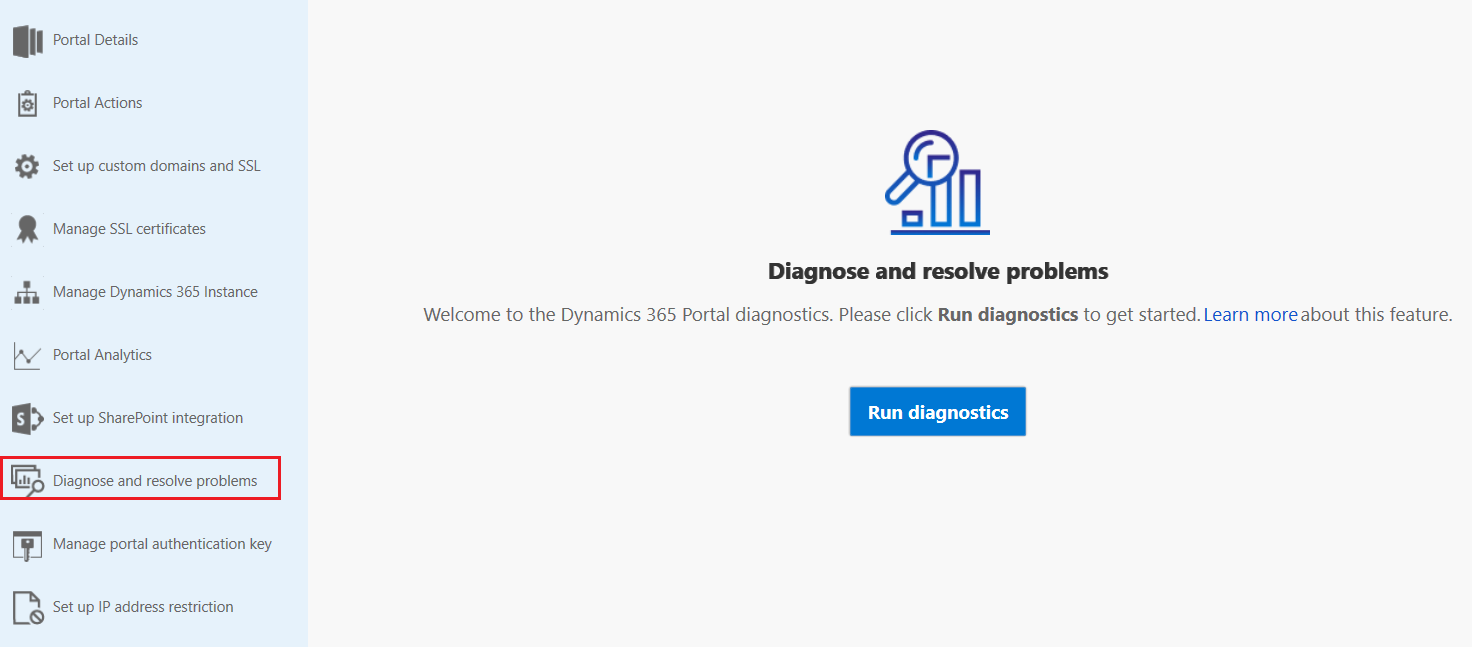 Portal Details
Portal Actions
Set up custom domains and SSL
Manage SSL certificates
Manage Dynamics 365 Instance
Portal Analytics
Set up SharePoint integration
Diagnose and resolve problems
Manage portal authentication key
Set up IP address restriction
Diagnose and resolve problems
Welcome to the Dynamics 365 Portal diagnostics. Please click Run diagnostics to get started. Learn more about this feature.
Run diagnostics